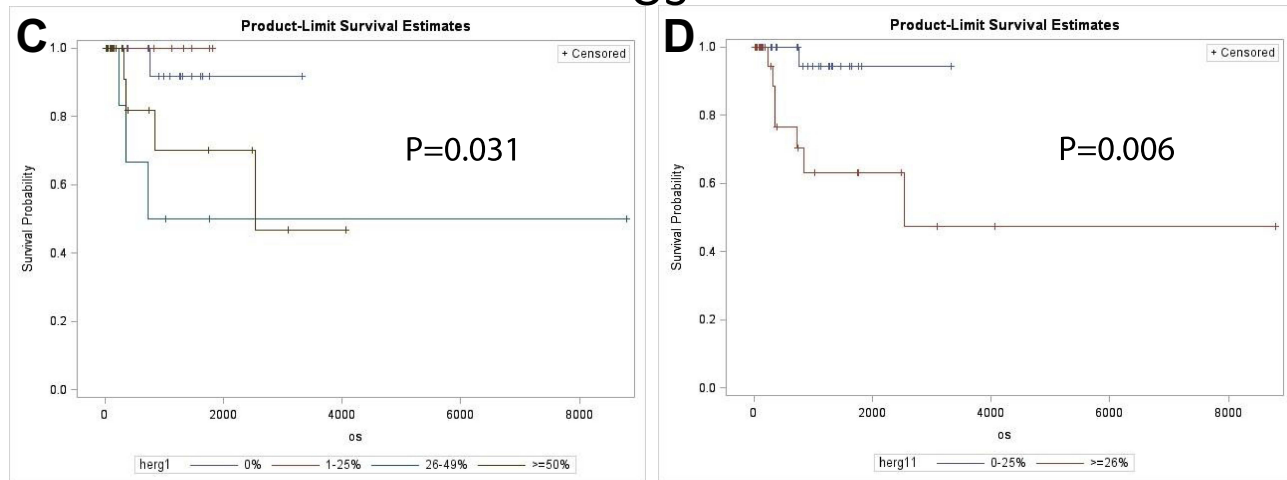 C
Product-Limit Survival Estimates
+ Censored
1.0
0.8
0.6
0.4
0.2
0.0
Survival Probability
P=0.031
0 2000 4000 6000 8000
os
herg1 0% 1-25% 26-49% >=50%
D
Product-Limit Survival Estimates
+ Censored
1.0
0.8
0.6
0.4
0.2
0.0
Survival Probability
P=0.006
0 2000 4000 6000 8000
os
herg11 0-25% >=26%